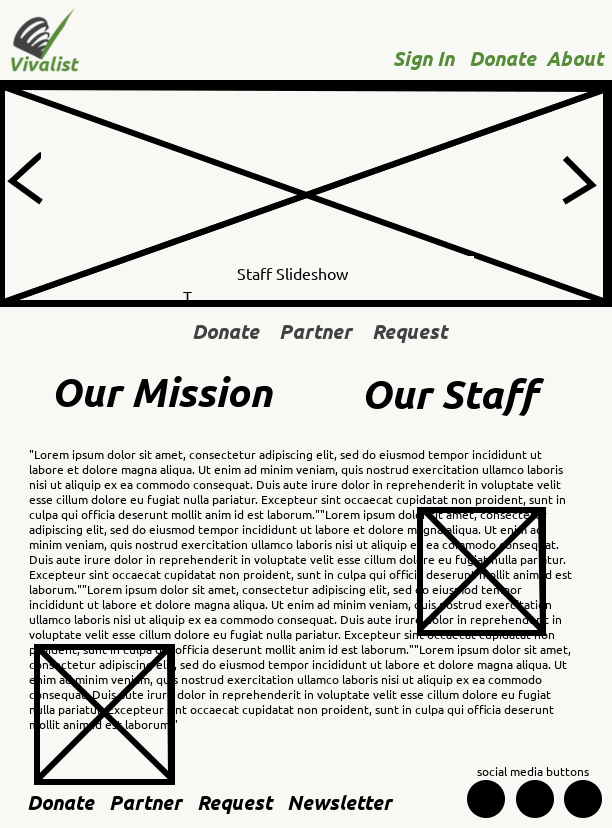 Vivalist
Sign In Donate About
Staff Slideshow
T
Donate Partner Request
Our Mission Our Staff
"Lorem ipsum dolor sit amet, consectetur adipiscing elit, sed do eiusmod tempor incididunt ut
labore et dolore magna aliqua. Ut enim ad minim veniam, quis nostrud exercitation ullamco laboris
nisi ut aliquip ex ea commodo consequat. Duis aute irure dolor in reprehenderit in voluptate velit
esse cillum dolore eu fugiat nulla pariatur. Excepteur sint occaecat cupidatat non proident, sunt in
culpa qui officia deserunt mollit anim id est laborum.""Lorem ipsum dolor sit amet, consectetur
adipiscing elit, sed do eiusmod tempor incididunt ut labore et dolore magna aliqua. Ut enim ad
minim veniam, quis nostrud exercitation ullamco laboris nisi ut aliquip ex ea commodo consequat.
Duis aute irure dolor in reprehenderit in voluptate velit esse cillum dolore eu fugiat nulla pariatur.
Excepteur sint occaecat cupidatat non proident, sunt in culpa qui officia deserunt mollit anim id est
laborum.""Lorem ipsum dolor sit amet, consectetur adipiscing elit, sed do eiusmod tempor
incididunt ut labore et dolore magna aliqua. Ut enim ad minim veniam, quis nostrud exercitation
ullamco laboris nisi ut aliquip ex ea commodo consequat. Duis aute irure dolor in reprehenderit in
voluptate velit esse cillum dolore eu fugiat nulla pariatur. Excepteur sint occaecat cupidatat non
proident, sunt in culpa qui officia deserunt mollit anim id est laborum.""Lorem ipsum dolor sit amet,
consectetur adipiscing elit, sed do eiusmod tempor incididunt ut labore et dolore magna aliqua. Ut
enim ad minim veniam, quis nostrud exercitation ullamco laboris nisi ut aliquip ex ea commodo
consequat. Duis aute irure dolor in reprehenderit in voluptate velit esse cillum dolore eu fugiat
nulla pariatur. Excepteur sint occaecat cupidatat non proident, sunt in culpa qui officia deserunt
mollit anim id est laborum."
social media buttons
Donate Partner Request Newsletter